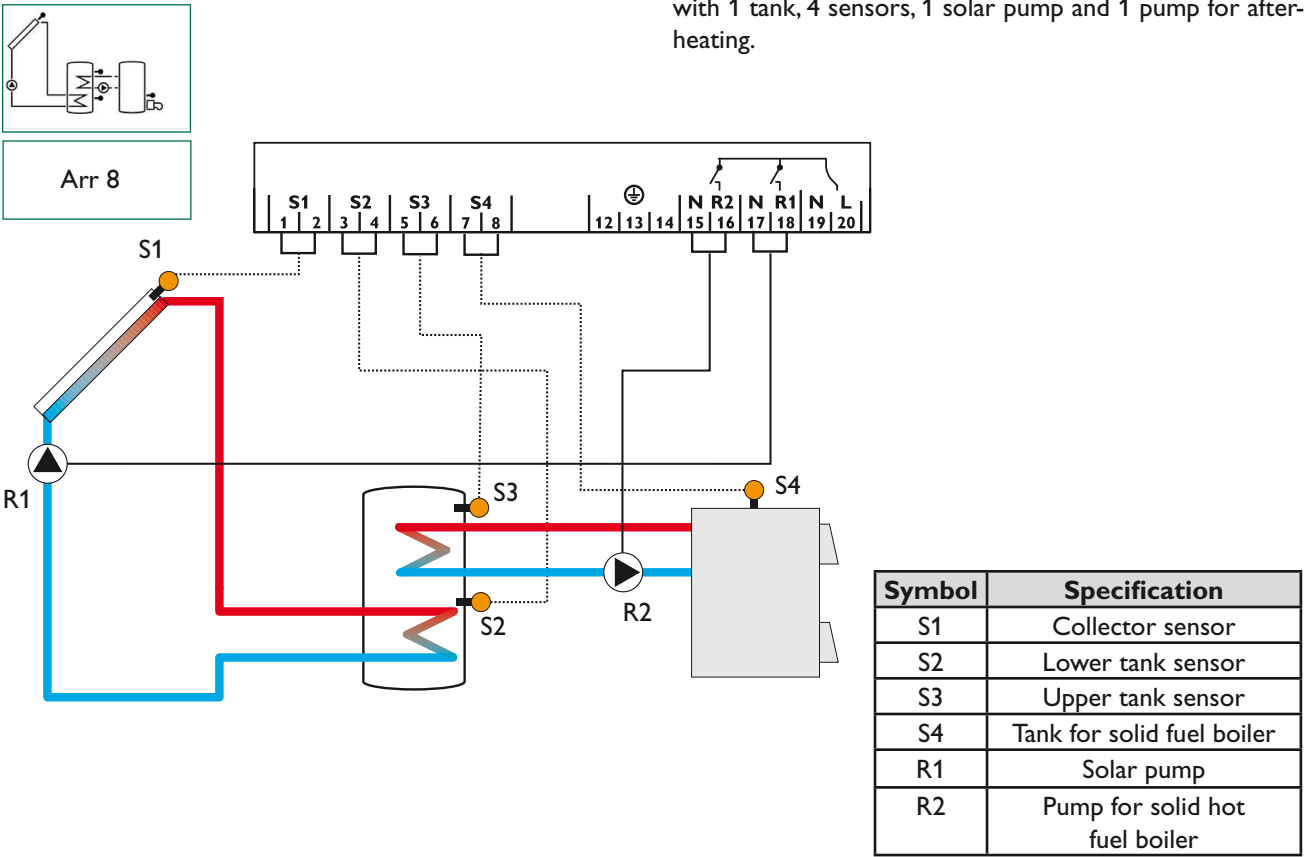 with 1 tank, 4 sensors, 1 solar pump and 1 pump for after-
heating.
Arr 8
S1 S2 S3 S4 N R2 N R1 N L
1 2 3 4 5 6 7 8 12 13 14 15 16 17 18 19 20
S1
R1
S3
S4
S2
R2
Symbol Specification
S1 Collector sensor
S2 Lower tank sensor
S3 Upper tank sensor
S4 Tank for solid fuel boiler
R1 Solar pump
R2 Pump for solid hot
fuel boiler